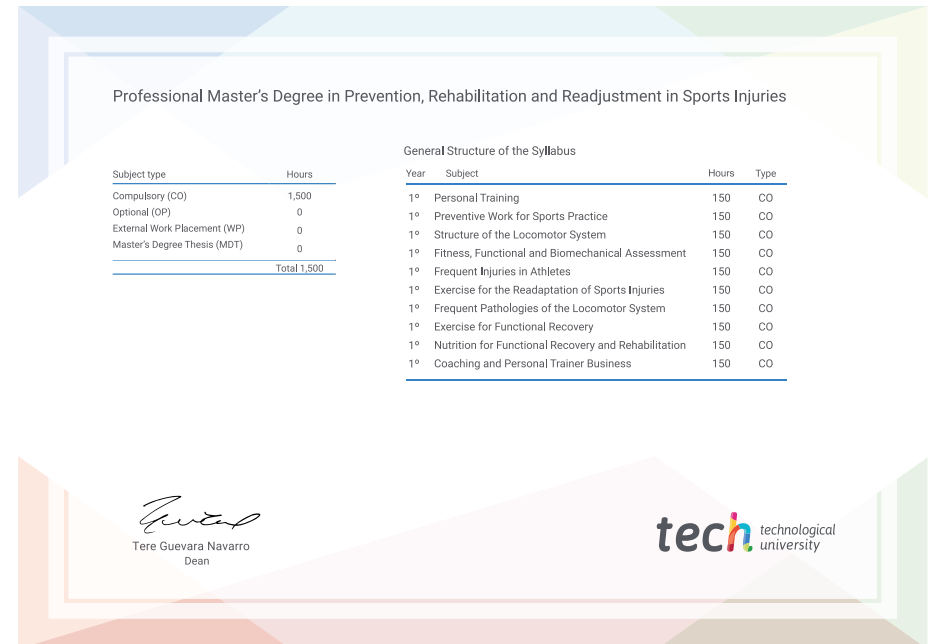 Professional Master's Degree in Prevention, Rehabilitation and Readjustment in Sports Injuries
Subject type Hours
Compulsory (CO) 1,500
Optional (OP) 0
External Work Placement (WP) 0
Master's Degree Thesis (MDT) 0
Total 1,500
General Structure of the Syllabus
Year Subject Hours Type
1º Personal Training 150 CO
1º Preventive Work for Sports Practice 150 CO
1º Structure of the Locomotor System 150 CO
1º Fitness, Functional and Biomechanical Assessment 150 CO
1º Frequent Injuries in Athletes 150 CO
1º Exercise for the Readaptation of Sports Injuries 150 CO
1º Frequent Pathologies of the Locomotor System 150 CO
1º Exercise for Functional Recovery 150 CO
1º Nutrition for Functional Recovery and Rehabilitation 150 CO
1º Coaching and Personal Trainer Business 150 CO
Tere Guevara Navarro
Dean
tech technological
university